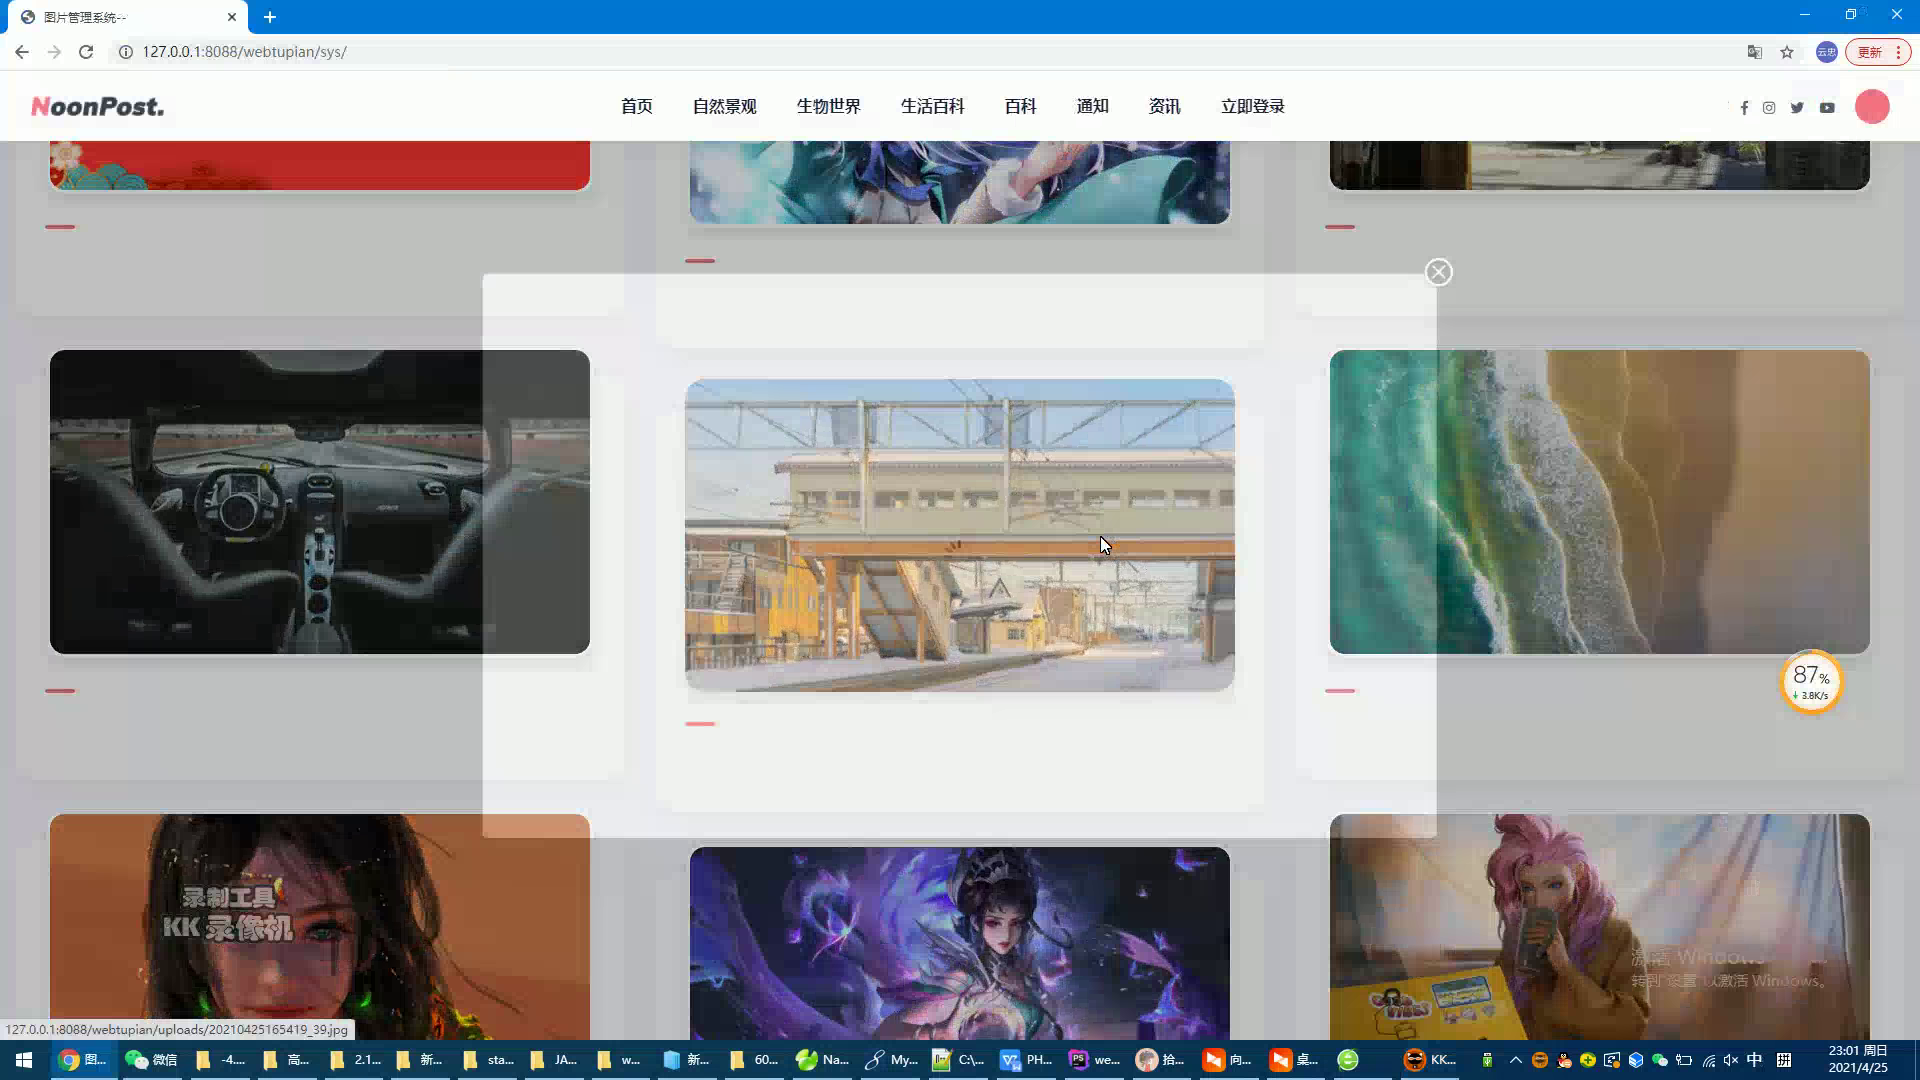 图片管理系统--
127.0.0.1:8088/webtupian/sys/
云忠
更新
NoonPost.
首页
自然景观
生物世界
生活百科
百科
通知
资讯
立即登录
87%
3.8K/s
录制工具
KK 录像机
激活 Windows
转到"设置"以激活 Windows。
127.0.0.1:8088/webtupian/uploads/20210425165419_39.jpg
图...
微信
-4....
高...
2.1...
新...
sta...
JA...
w...
新...
60...
Na...
My...
C:\...
PH...
we...
拾...
向...
桌...
KK...
中
拼
23:01 周日
2021/4/25